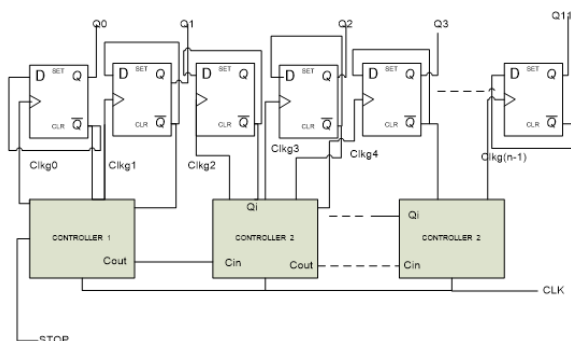 Q0 Q1 Q2 Q3 Q11
D SET Q D SET Q D SET Q D SET Q D SET Q D SET Q
CLR Q CLR Q CLR Q CLR Q CLR Q CLR Q
Clkg0 Clkg1 Clkg2 Clkg3 Clkg4 Clkg(n-1)
Qi Qi
CONTROLLER 1 CONTROLLER 2 CONTROLLER 2
Cout Cin Cout Cin
CLK
STOP